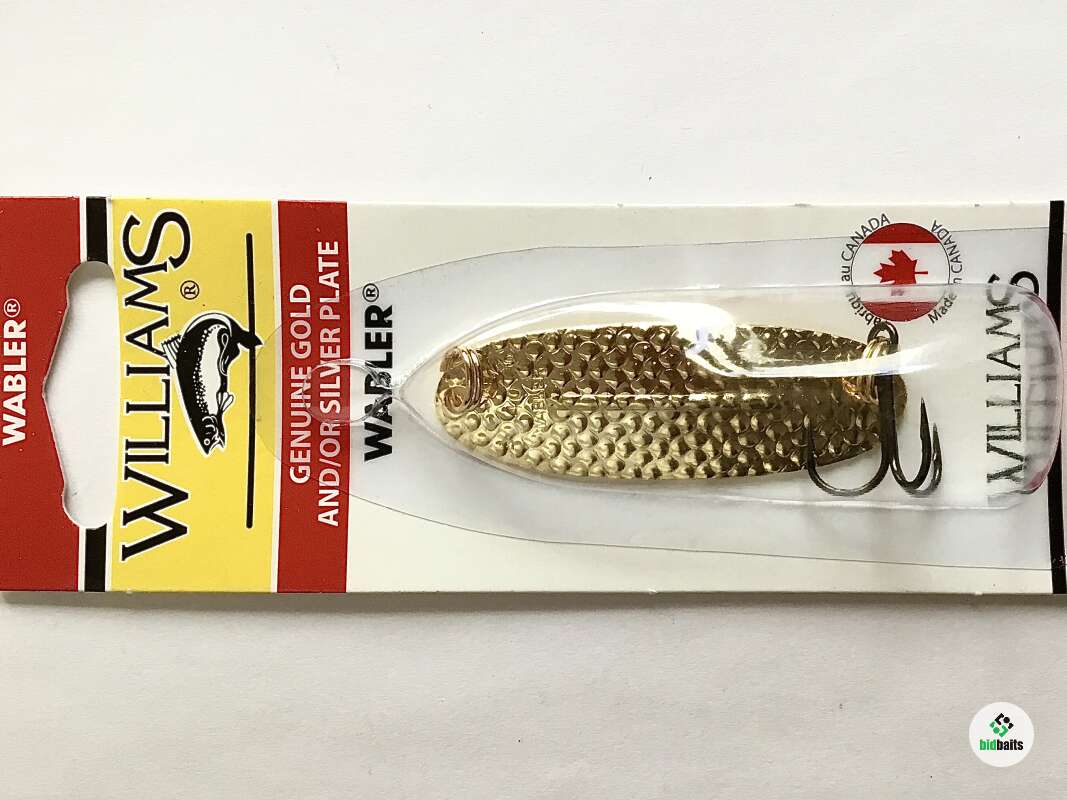 WABLER®
WILLIAMS®
GENUINE GOLD
AND/OR SILVER PLATE
WABLER®
au CANADA
Made in CANADA
WILLIAMS
bidbaits